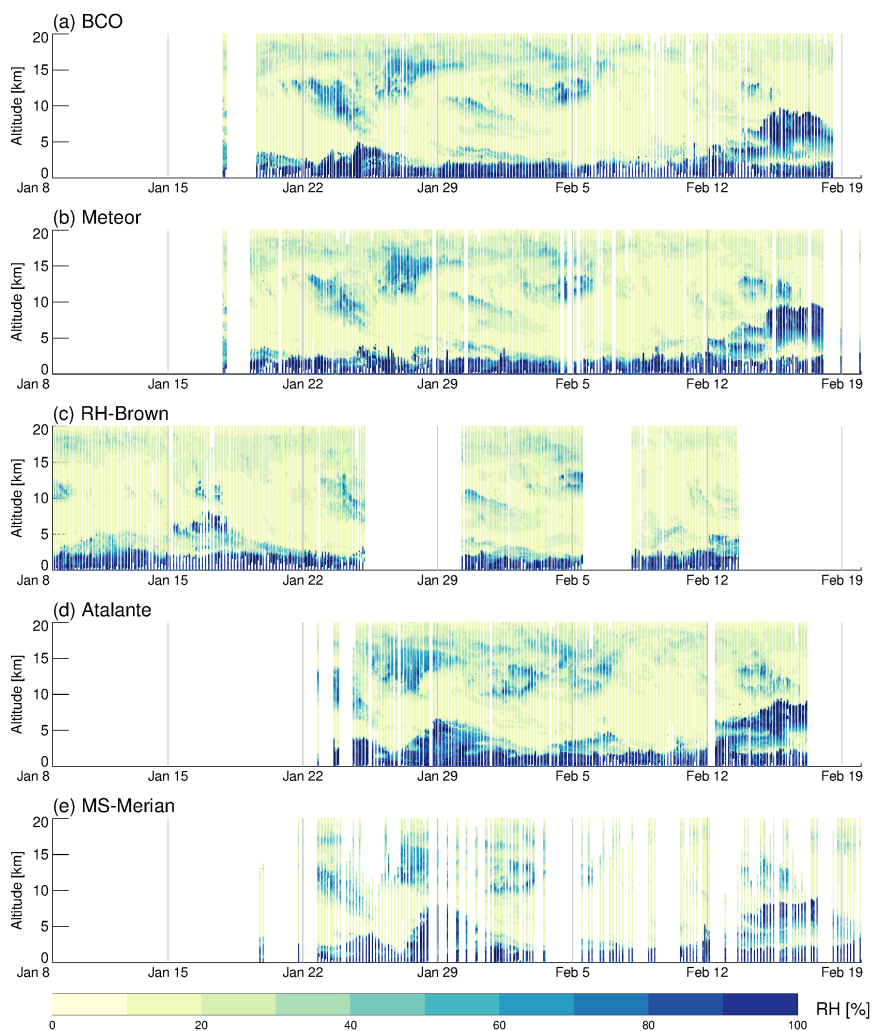 (a) BCO
20
15
10
5
0
Altitude [km]
Jan 8 Jan 15 Jan 22 Jan 29 Feb 5 Feb 12 Feb 19
(b) Meteor
20
15
10
5
0
Altitude [km]
Jan 8 Jan 15 Jan 22 Jan 29 Feb 5 Feb 12 Feb 19
(c) RH-Brown
20
15
10
5
0
Altitude [km]
Jan 8 Jan 15 Jan 22 Jan 29 Feb 5 Feb 12 Feb 19
(d) Atalante
20
15
10
5
0
Altitude [km]
Jan 8 Jan 15 Jan 22 Jan 29 Feb 5 Feb 12 Feb 19
(e) MS-Merian
20
15
10
5
0
Altitude [km]
Jan 8 Jan 15 Jan 22 Jan 29 Feb 5 Feb 12 Feb 19
RH [%]
0 20 40 60 80 100